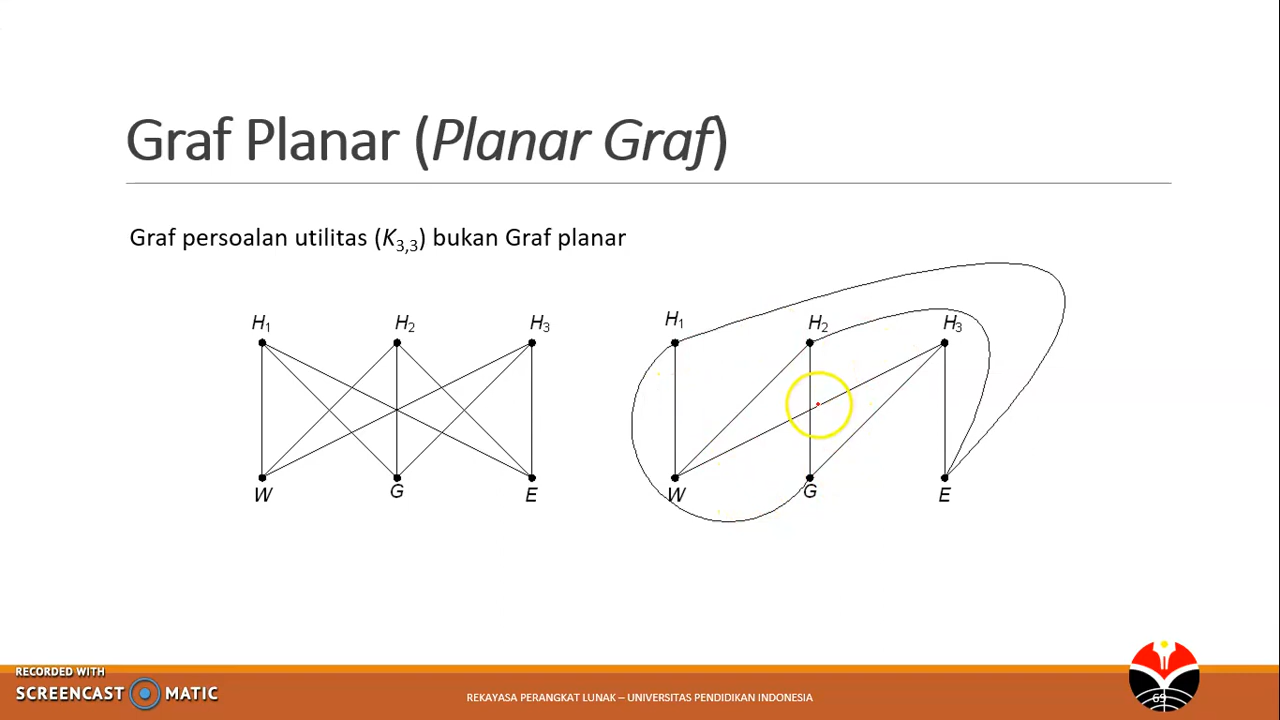 Graf Planar (Planar Graf)
Graf persoalan utilitas (K3,3) bukan Graf planar
H1 H2 H3
W G E
H1 H2 H3
W G E
RECORDED WITH
SCREENCAST MATIC
REKAYASA PERANGKAT LUNAK – UNIVERSITAS PENDIDIKAN INDONESIA
69